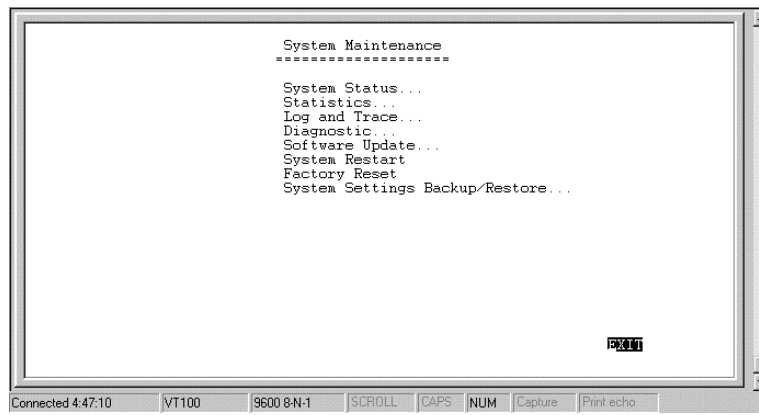 System Maintenance
====================
System Status...
Statistics...
Log and Trace...
Diagnostic...
Software Update...
System Restart
Factory Reset
System Settings Backup/Restore...
EXIT
Connected 4:47:10 VT100 9600 8-N-1 SCROLL CAPS NUM Capture Print echo